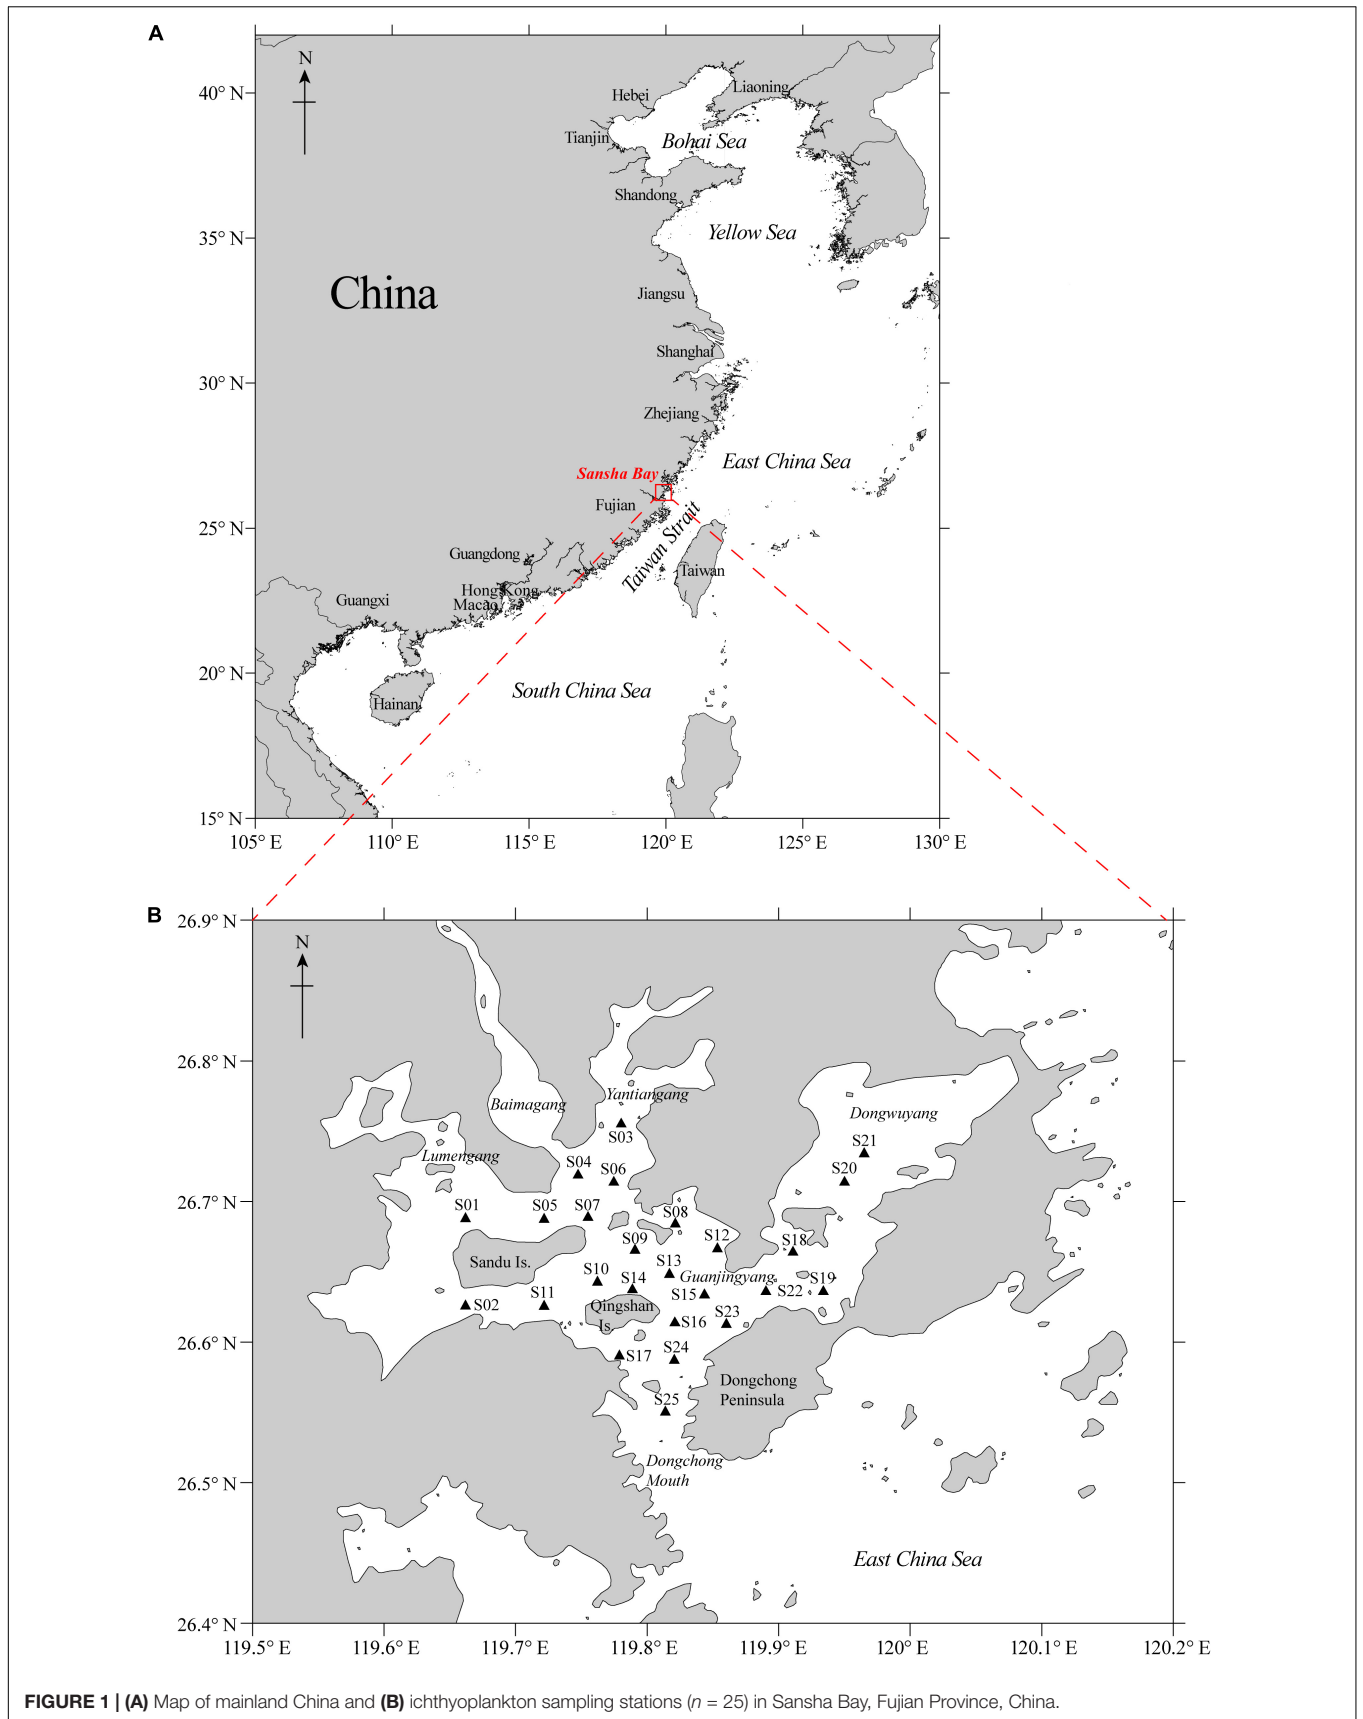 A
N
40° N
35° N
30° N
25° N
20° N
15° N
105° E
110° E
115° E
120° E
125° E
130° E
Hebei
Liaoning
Tianjin
Bohai Sea
Shandong
Yellow Sea
China
Jiangsu
Shanghai
Zhejiang
East China Sea
Sansha Bay
Fujian
Taiwan Strait
Guangdong
Taiwan
Hong Kong
Guangxi
Macao
South China Sea
Hainan
B
N
26.9° N
26.8° N
26.7° N
26.6° N
26.5° N
26.4° N
119.5° E
119.6° E
119.7° E
119.8° E
119.9° E
120° E
120.1° E
120.2° E
Baimagang
Yantiangang
Dongwuyang
S03
S21
Lumengang
S04
S06
S20
S01
S05
S07
S08
S09
S12
S18
Sandu Is.
S13
S10
S14
Guanjingyang
S19
S02
S11
S15
S22
Qingshan
Is.
S16
S23
S17
S24
Dongchong
Peninsula
S25
Dongchong
Mouth
East China Sea
FIGURE 1 | (A) Map of mainland China and (B) ichthyoplankton sampling stations (n = 25) in Sansha Bay, Fujian Province, China.